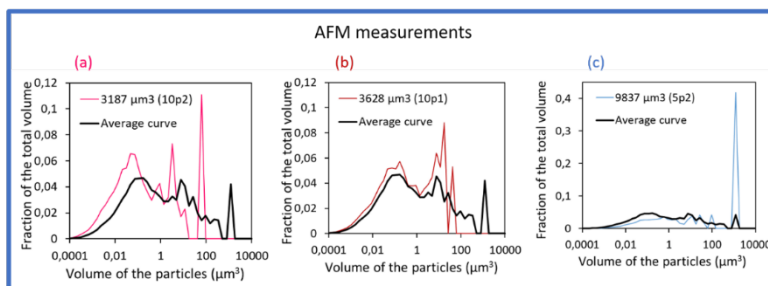 AFM measurements
(a)
(b)
(c)
0,12
0,1
0,08
0,06
0,04
0,02
0
Fraction of the total volume
3187 µm3 (10p2)
Average curve
0,0001 0,01 1 100 10000
Volume of the particles (µm³)
0,12
0,1
0,08
0,06
0,04
0,02
0
Fraction of the total volume
3628 µm3 (10p1)
Average curve
0,0001 0,01 1 100 10000
Volume of the particles (µm³)
0,4
0,3
0,2
0,1
0
Fraction of the total volume
9837 µm3 (5p2)
Average curve
0,0001 0,01 1 100 10000
Volume of the particles (µm³)